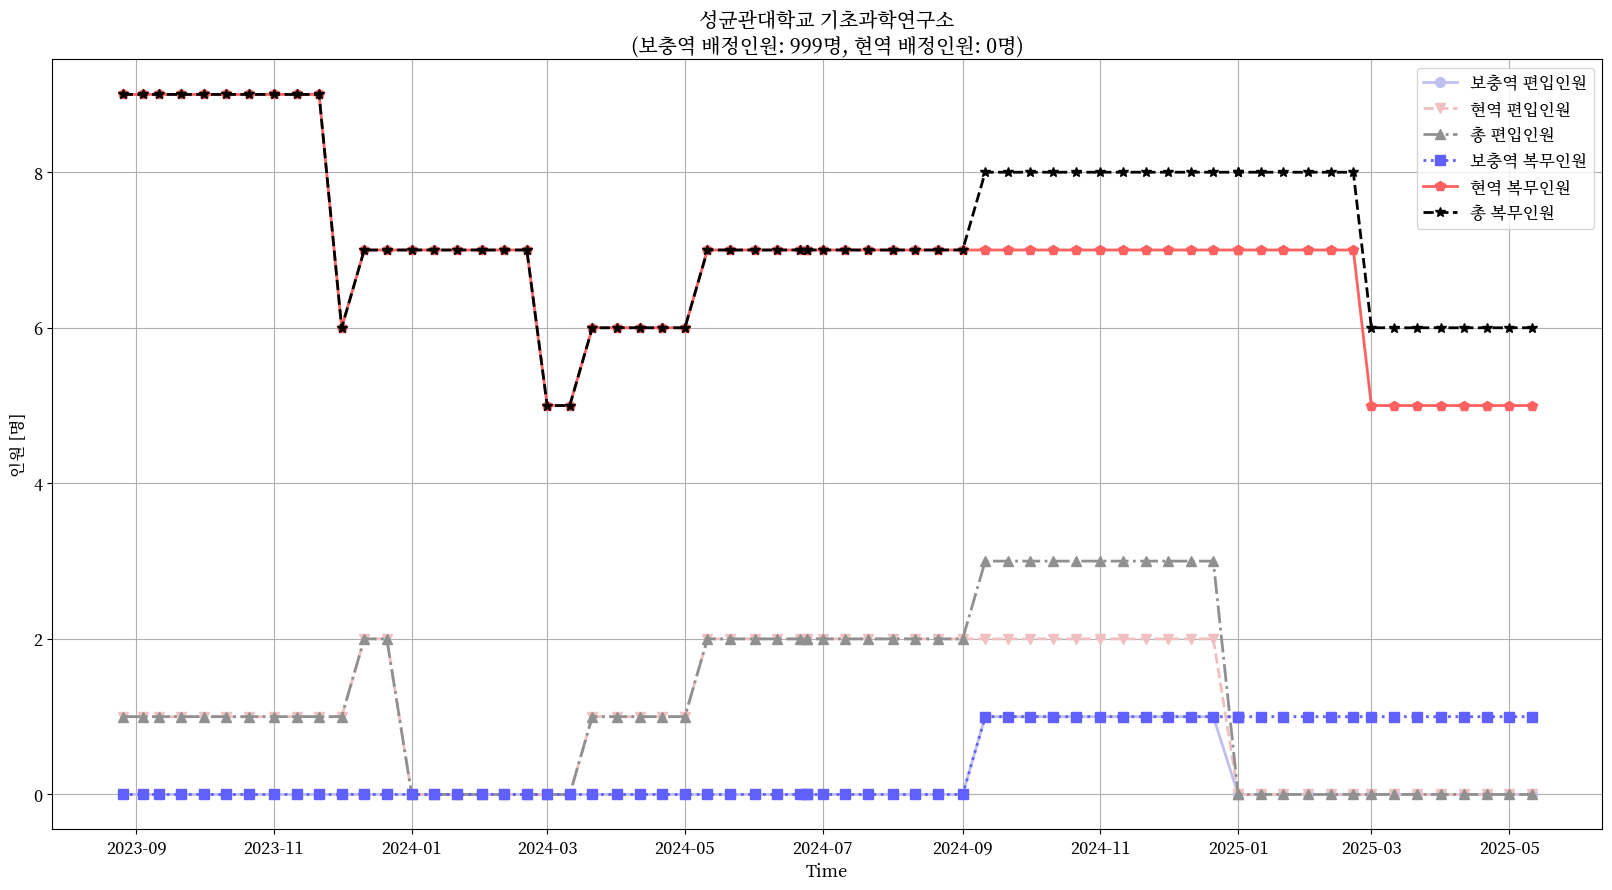 성균관대학교 기초과학연구소
(보충역 배정인원: 999명, 현역 배정인원: 0명)
보충역 편입인원
현역 편입인원
총 편입인원
보충역 복무인원
현역 복무인원
총 복무인원
인원 [명]
8
6
4
2
0
2023-09 2023-11 2024-01 2024-03 2024-05 2024-07 2024-09 2024-11 2025-01 2025-03 2025-05
Time